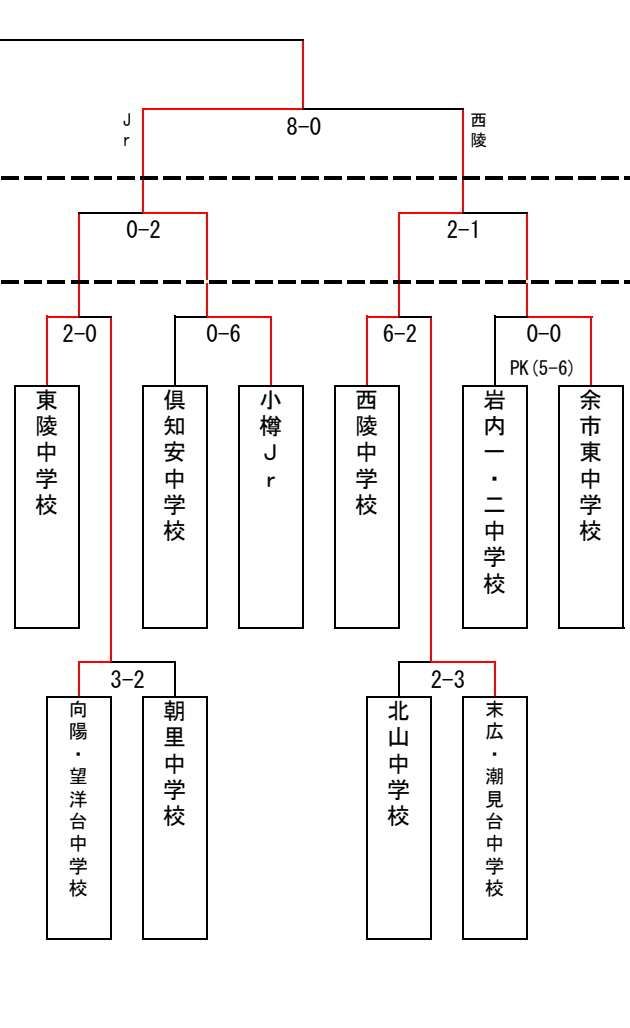 Jr
8-0
西陵
0-2
2-1
2-0
0-6
6-2
0-0
PK(5-6)
東陵中学校
倶知安中学校
小樽Jr
西陵中学校
岩内一・二中学校
余市東中学校
3-2
2-3
向陽・望洋台中学校
朝里中学校
北山中学校
末広・潮見台中学校